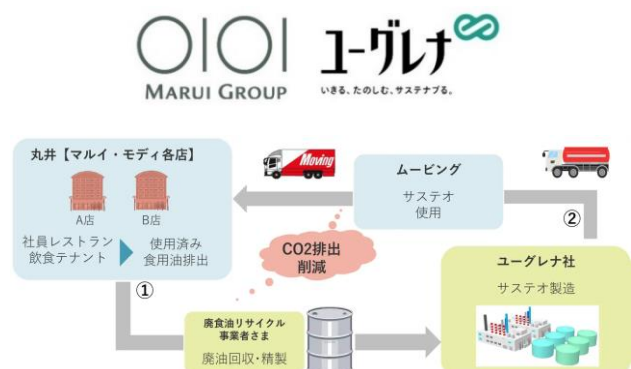 OIOI
MARUI GROUP
ユーグレナ
いきる、たのしむ、サステナブる。
丸井【マルイ・モディ各店】
A店
B店
社員レストラン
飲食テナント
使用済み
食用油排出
Moving
ムービング
サステオ
使用
②
CO2排出
削減
①
廃食油リサイクル
事業者さま
廃油回収・精製
ユーグレナ社
サステオ製造